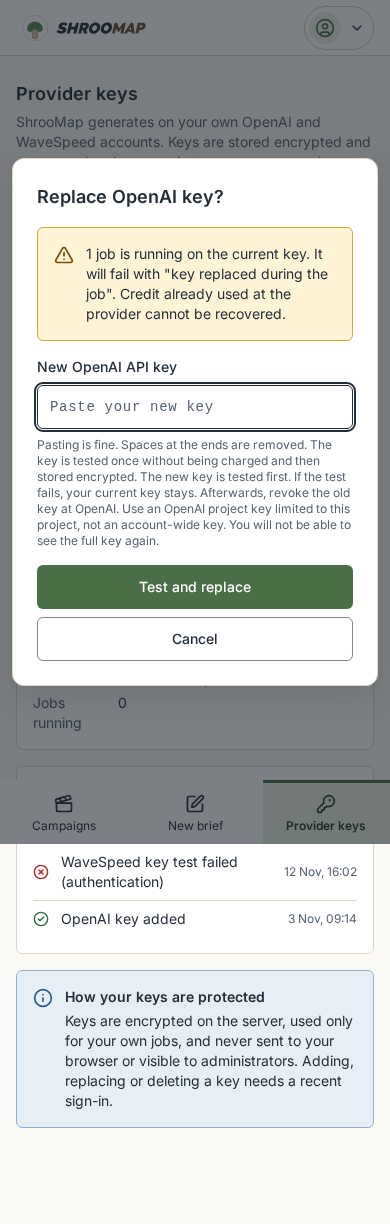 SHROOMAP
Provider keys
ShrooMap generates on your own OpenAI and
WaveSpeed accounts. Keys are stored encrypted and
Replace OpenAI key?
1 job is running on the current key. It
will fail with "key replaced during the
job". Credit already used at the
provider cannot be recovered.
New OpenAI API key
Paste your new key
Pasting is fine. Spaces at the ends are removed. The
key is tested once without being charged and then
stored encrypted. The new key is tested first. If the test
fails, your current key stays. Afterwards, revoke the old
key at OpenAI. Use an OpenAI project key limited to this
project, not an account-wide key. You will not be able to
see the full key again.
Test and replace
Cancel
Jobs 0
running
Campaigns
New brief
Provider keys
WaveSpeed key test failed
(authentication)
12 Nov, 16:02
OpenAI key added
3 Nov, 09:14
How your keys are protected
Keys are encrypted on the server, used only
for your own jobs, and never sent to your
browser or visible to administrators. Adding,
replacing or deleting a key needs a recent
sign-in.